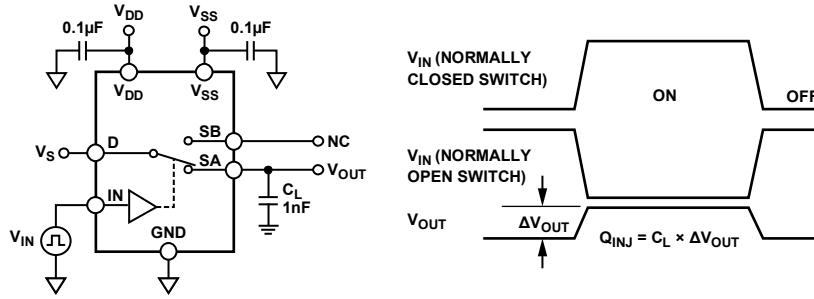 VDD
VSS
0.1µF
0.1µF
VDD
VSS
SB
NC
VS
D
SA
VOUT
IN
CL
1nF
VIN
GND
VIN (NORMALLY
CLOSED SWITCH)
ON
OFF
VIN (NORMALLY
OPEN SWITCH)
VOUT
ΔVOUT
QINJ = CL × ΔVOUT